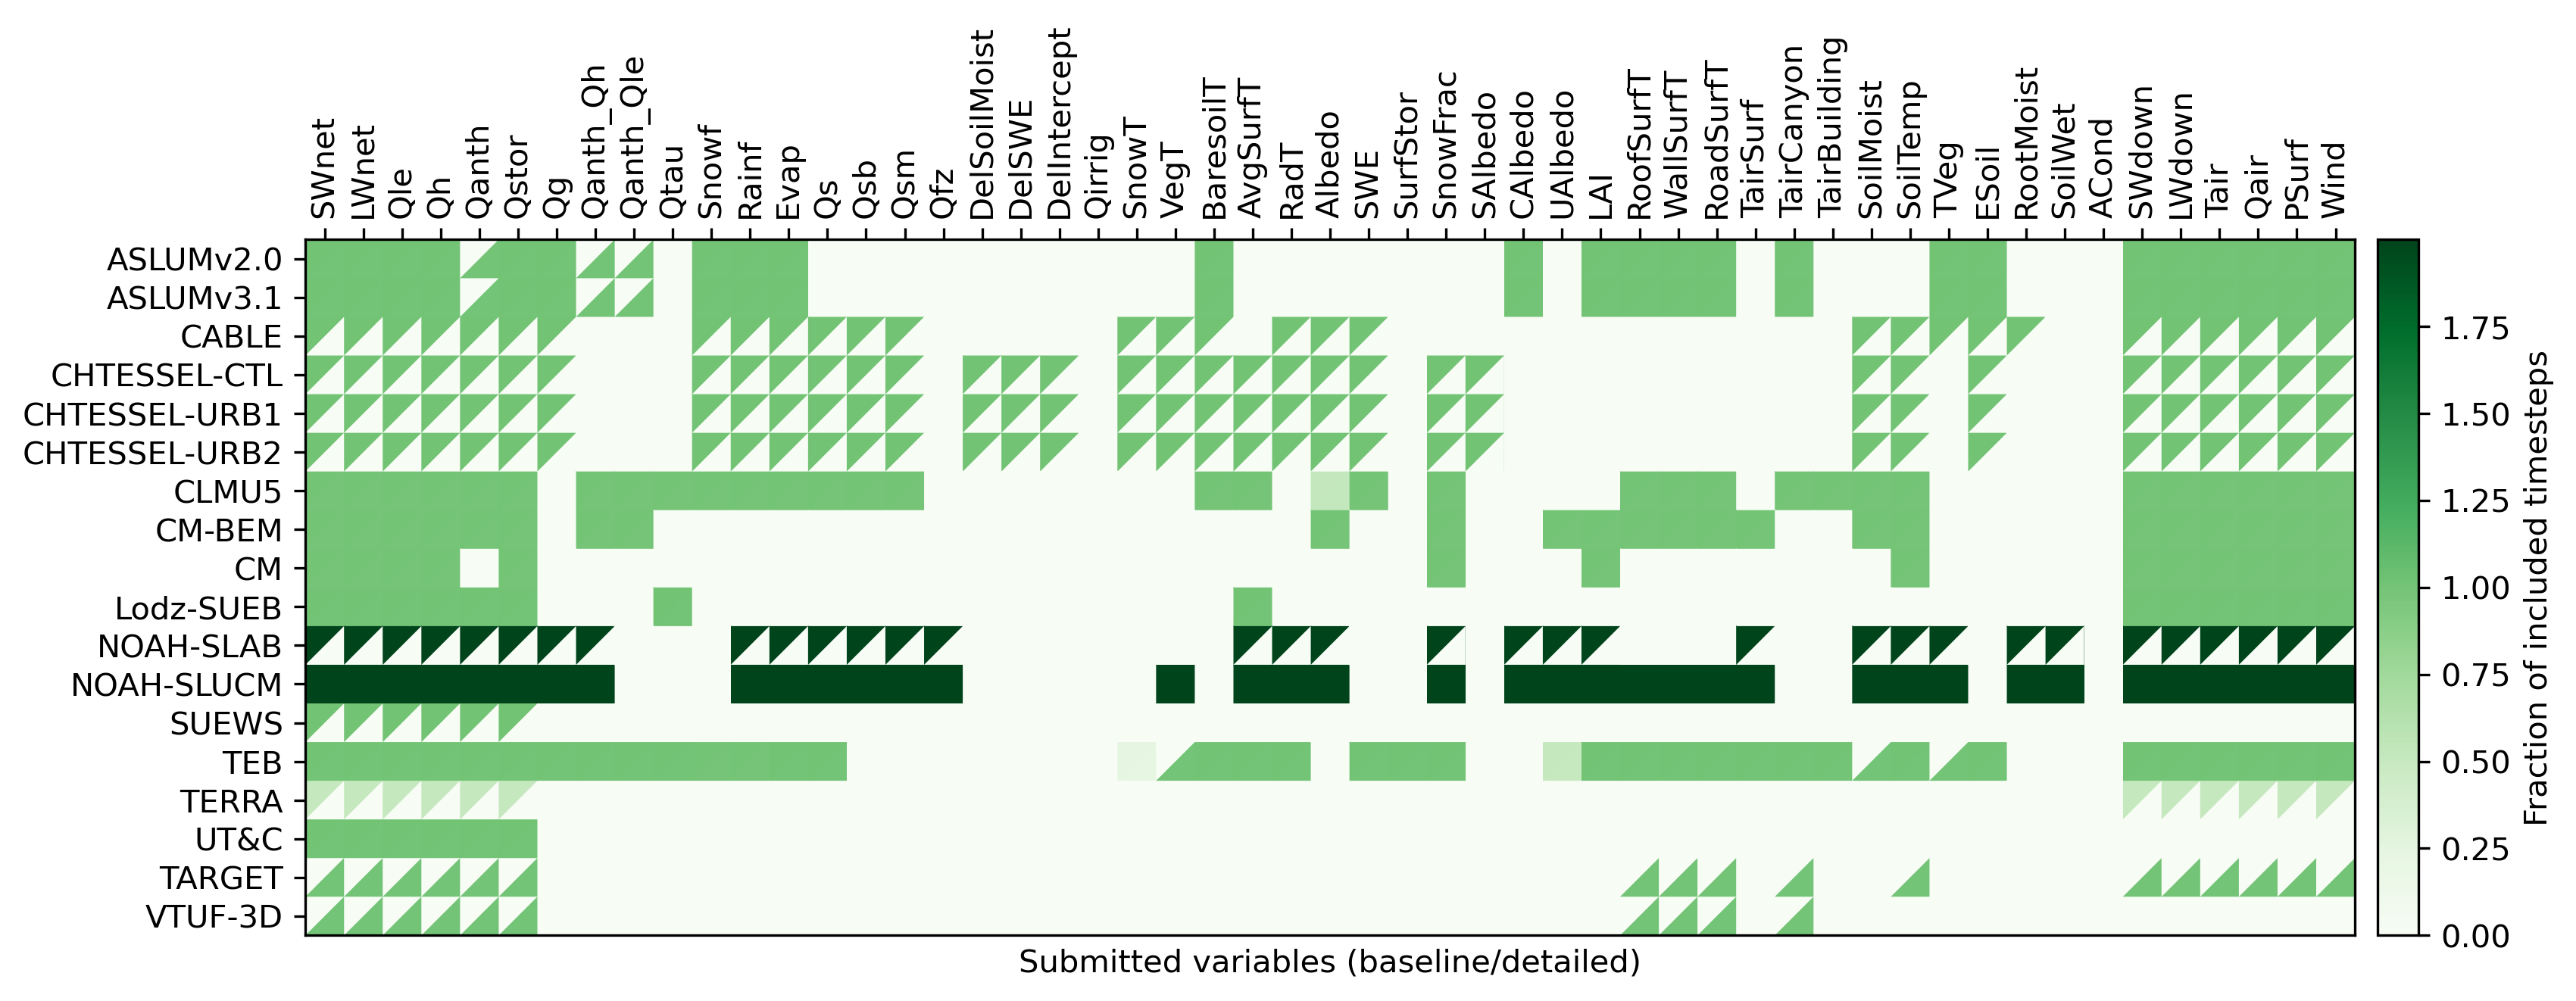 SWnet
LWnet
Qle
Qh
Qanth
Qstor
Qg
Qanth_Qh
Qanth_Qle
Qtau
Snowf
Rainf
Evap
Qs
Qsb
Qsm
Qfz
DelSoilMoist
DelSWE
DelIntercept
Qirrig
SnowT
VegT
BaresoilT
AvgSurfT
RadT
Albedo
SWE
SurfStor
SnowFrac
SAlbedo
CAlbedo
UAlbedo
LAI
RoofSurfT
WallSurfT
RoadSurfT
TairSurf
TairCanyon
TairBuilding
SoilMoist
SoilTemp
TVeg
ESoil
RootMoist
SoilWet
ACond
SWdown
LWdown
Tair
Qair
PSurf
Wind
ASLUMv2.0
ASLUMv3.1
CABLE
CHTESSEL-CTL
CHTESSEL-URB1
CHTESSEL-URB2
CLMU5
CM-BEM
CM
Lodz-SUEB
NOAH-SLAB
NOAH-SLUCM
SUEWS
TEB
TERRA
UT&C
TARGET
VTUF-3D
Submitted variables (baseline/detailed)
1.75
1.50
1.25
1.00
0.75
0.50
0.25
0.00
Fraction of included timesteps